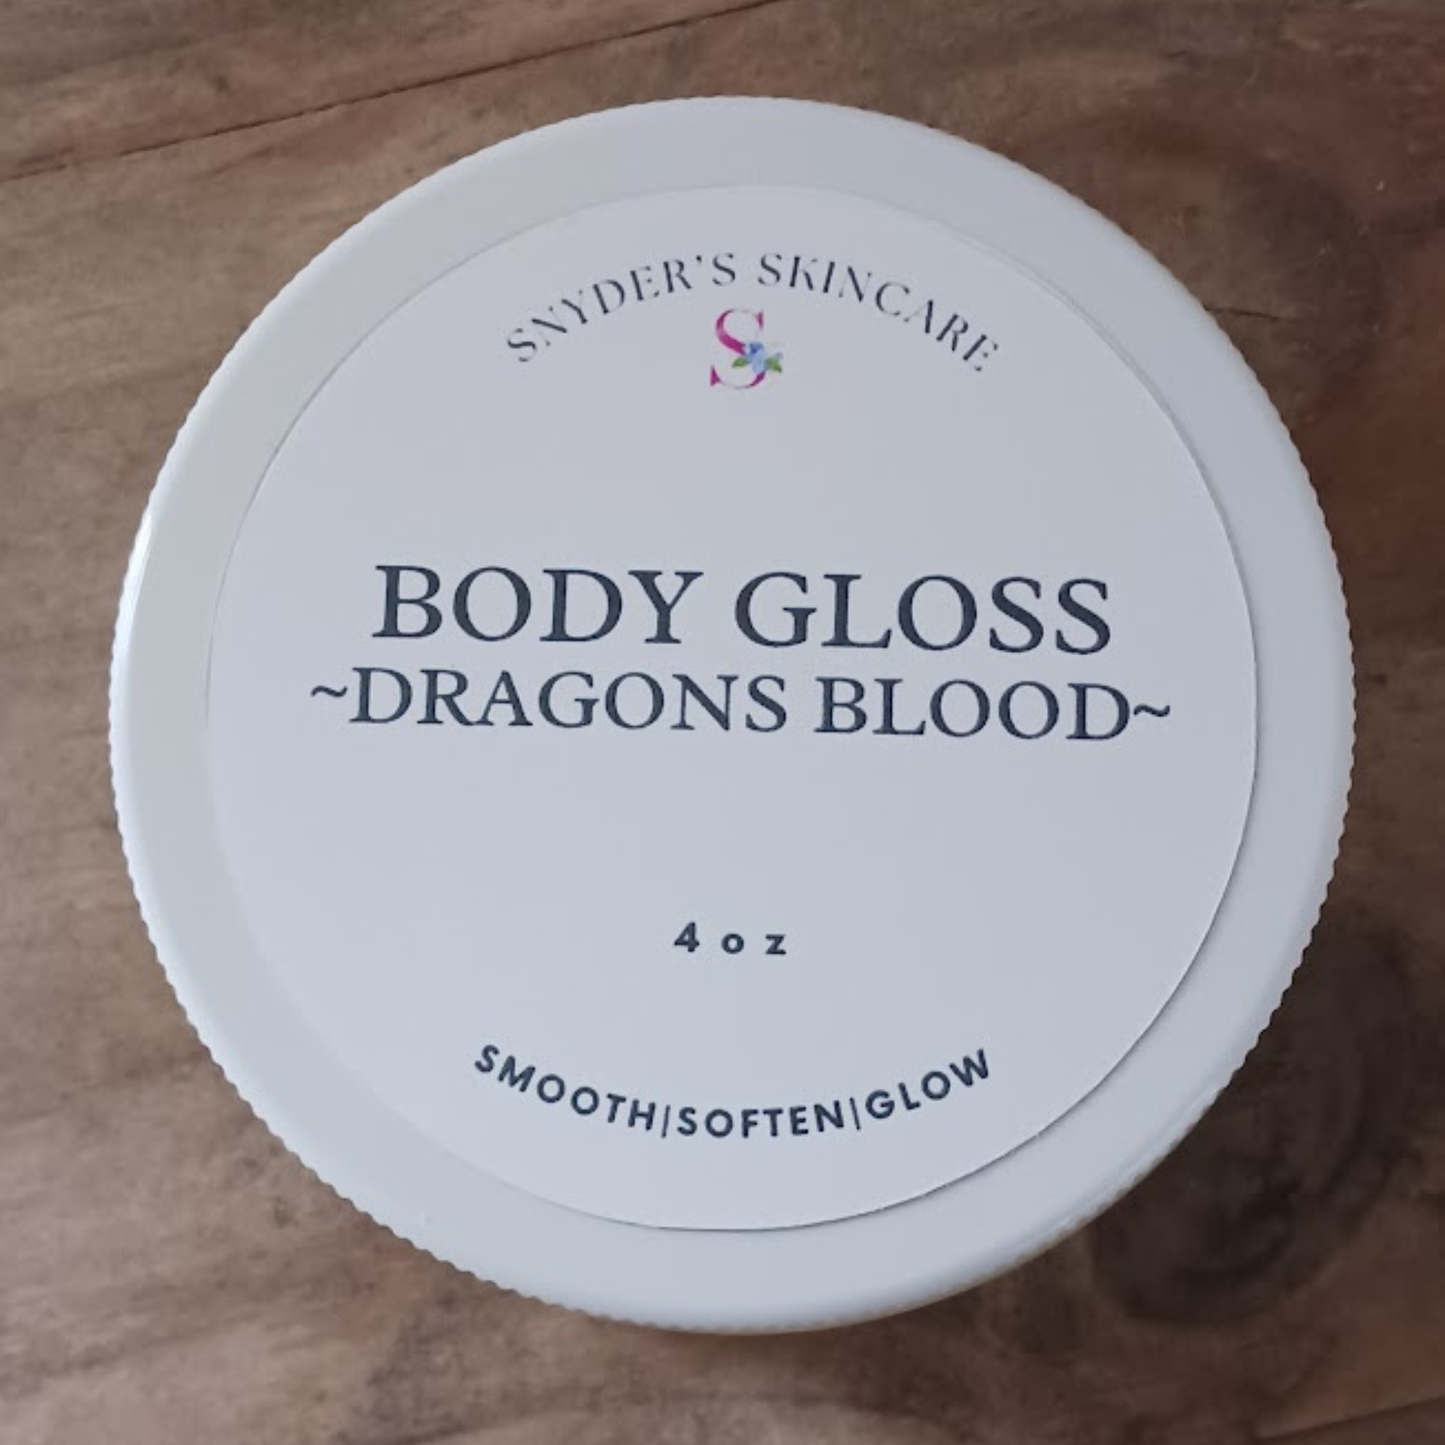 SNYDER'S SKINCARE
S
BODY GLOSS
~DRAGONS BLOOD~
4 oz
SMOOTH|SOFTEN|GLOW